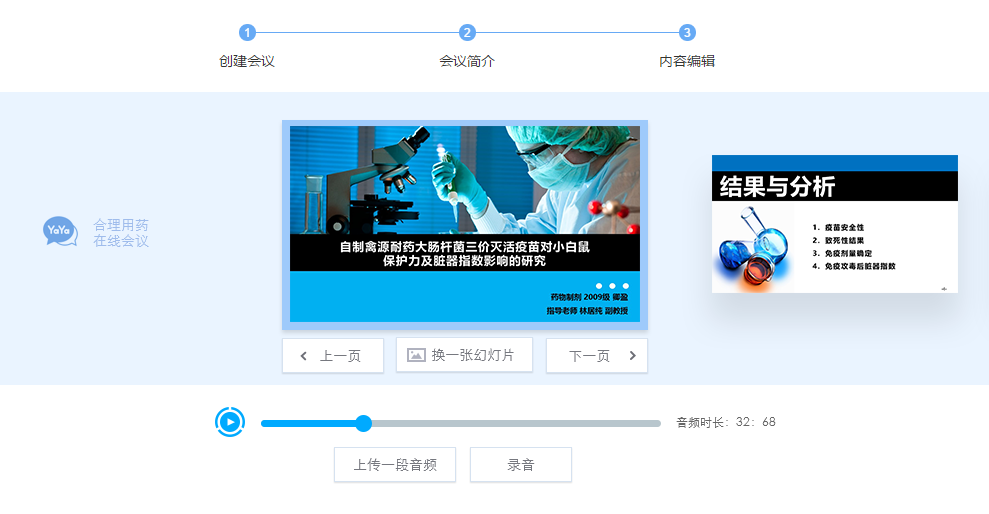 1
2
3
创建会议
会议简介
内容编辑
YaYa
合理用药
在线会议
自制禽源耐药大肠杆菌三价灭活疫苗对小白鼠
保护力及脏器指数影响的研究
药物制剂 2009级 卿盈
指导老师 林居纯 副教授
结果与分析
1. 疫苗安全性
2. 致死性结果
3. 免疫剂量确定
4. 免疫攻毒后脏器指数
上一页
换一张幻灯片
下一页
音频时长：32：68
上传一段音频
录音